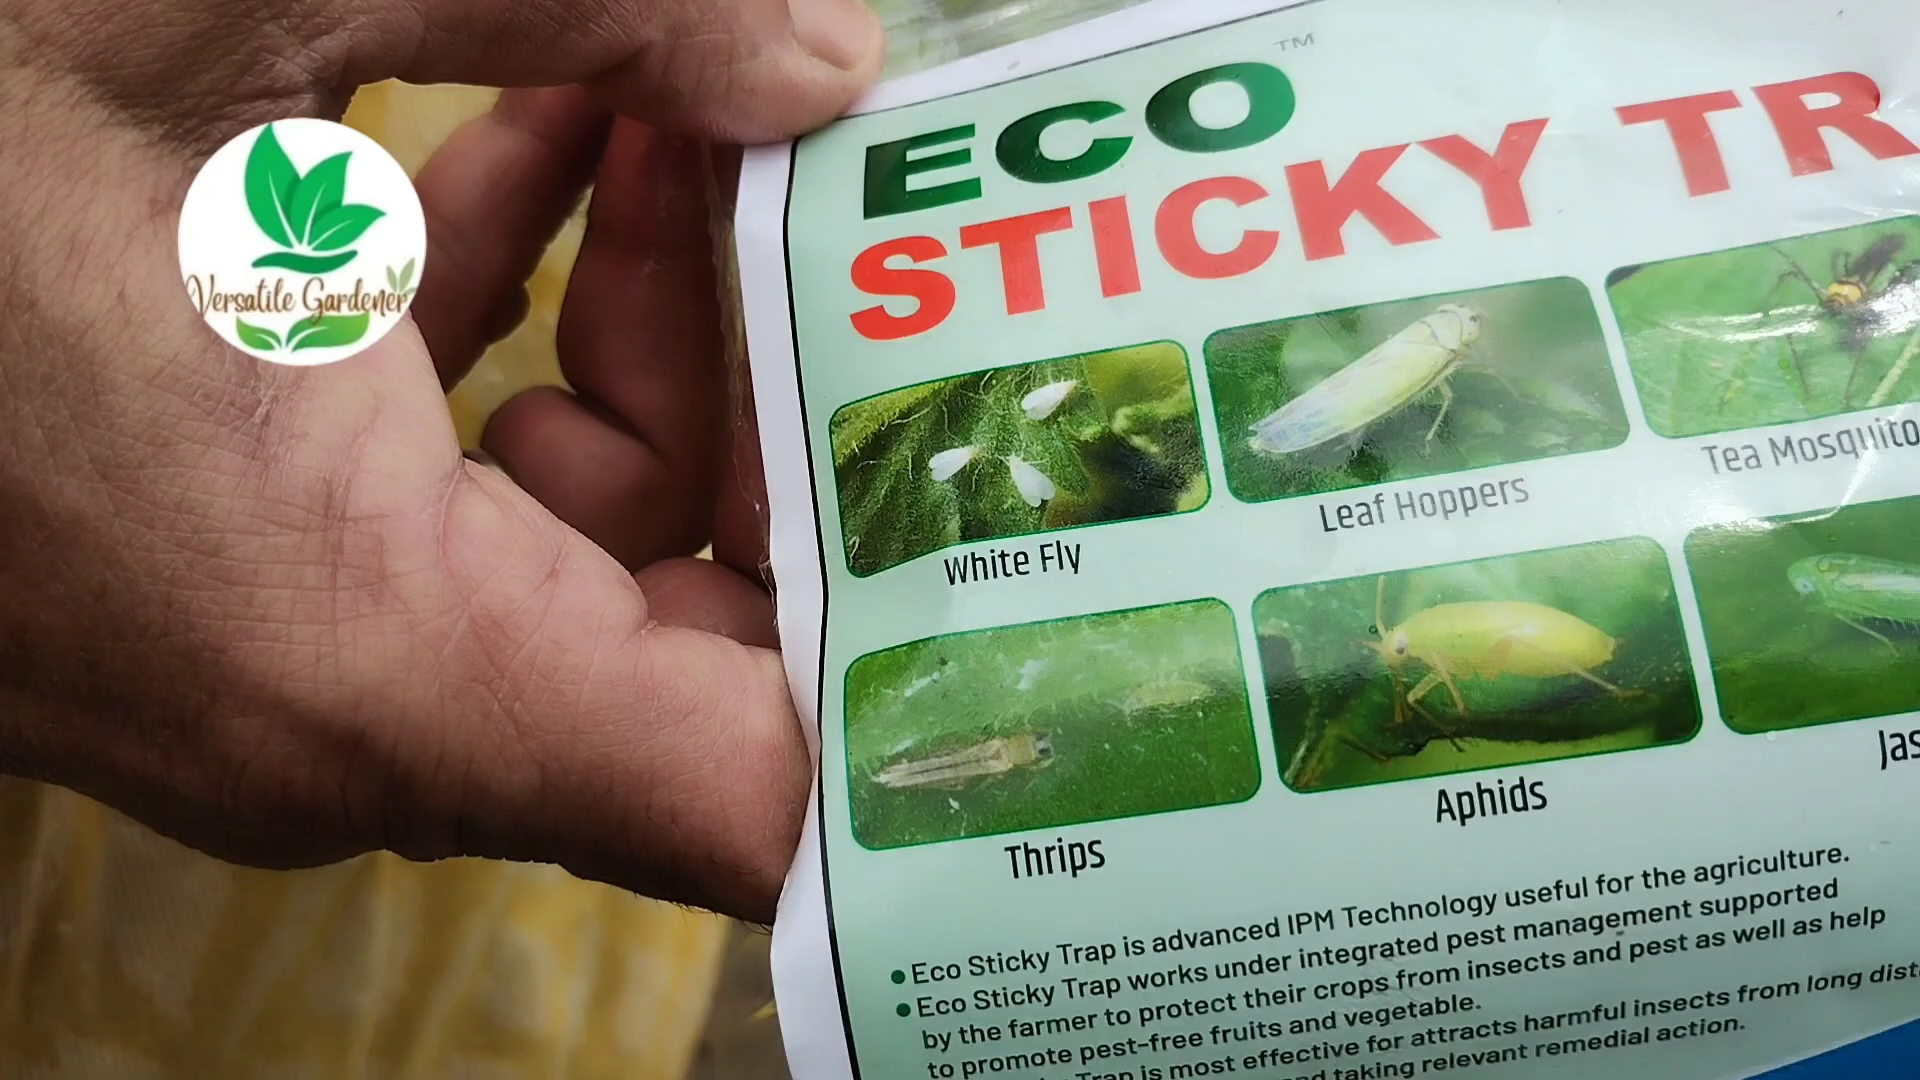 Versatile Gardener
ECO™
STICKY TR
White Fly
Leaf Hoppers
Tea Mosquito
Thrips
Aphids
Jas
• Eco Sticky Trap is advanced IPM Technology useful for the agriculture.
• Eco Sticky Trap works under integrated pest management supported
by the farmer to protect their crops from insects and pest as well as help
to promote pest-free fruits and vegetable.
Trap is most effective for attracts harmful insects from long dist
taking relevant remedial action.